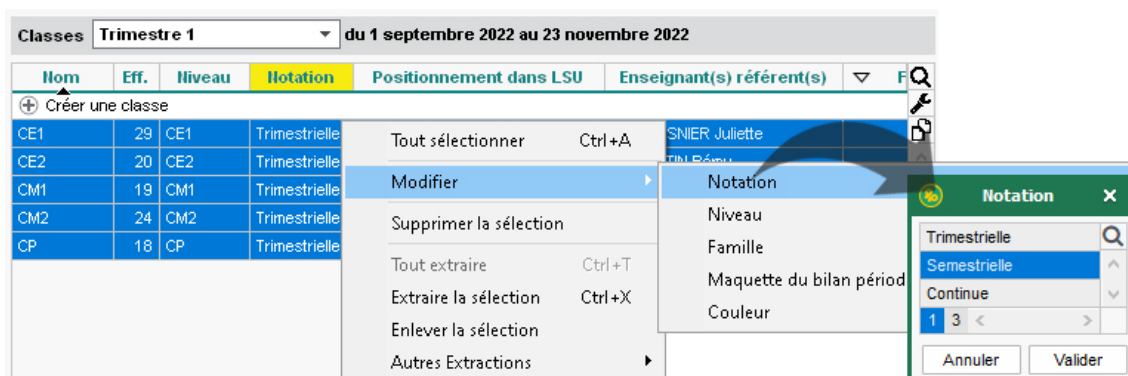 Classes Trimestre 1 du 1 septembre 2022 au 23 novembre 2022
Nom Eff. Niveau Notation Positionnement dans LSU Enseignant(s) référent(s) F
Créer une classe
CE1 29 CE1 Trimestrielle SNIER Juliette
CE2 20 CE2 Trimestrielle
CM1 19 CM1 Trimestrielle
CM2 24 CM2 Trimestrielle
CP 18 CP Trimestrielle
Tout sélectionner Ctrl+A
Modifier
Supprimer la sélection
Tout extraire Ctrl+T
Extraire la sélection Ctrl+X
Enlever la sélection
Autres Extractions
Notation
Niveau
Famille
Maquette du bilan périod
Couleur
Notation
Trimestrielle
Semestrielle
Continue
1 3 < >
Annuler Valider